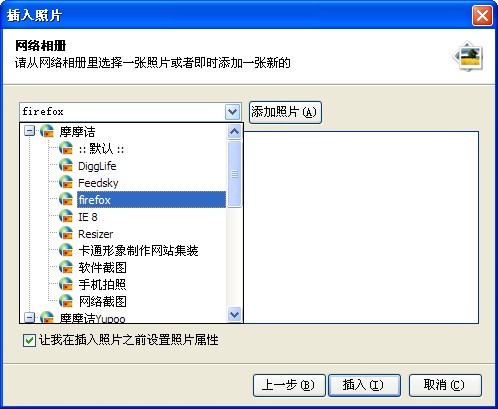 插入照片
网络相册
请从网络相册里选择一张照片或者即时添加一张新的
firefox
添加照片(A)
摩摩诘
:: 默认 ::
DiggLife
Feedsky
firefox
IE 8
Resizer
卡通形象制作网站集装
软件截图
手机拍照
网络截图
摩摩诘Yupoo
让我在插入照片之前设置照片属性
上一步(B)
插入(I)
取消(C)